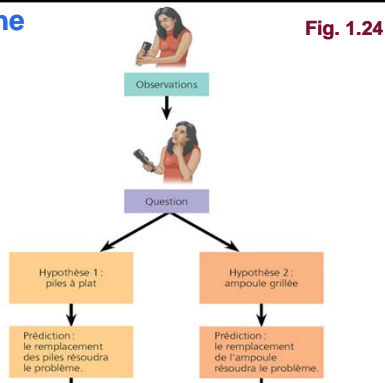 ne
Fig. 1.24
Observations
Question
Hypothèse 1 :
piles à plat
Hypothèse 2 :
ampoule grillée
Prédiction :
le remplacement
des piles résoudra
le problème.
Prédiction :
le remplacement
de l'ampoule
résoudra le problème.